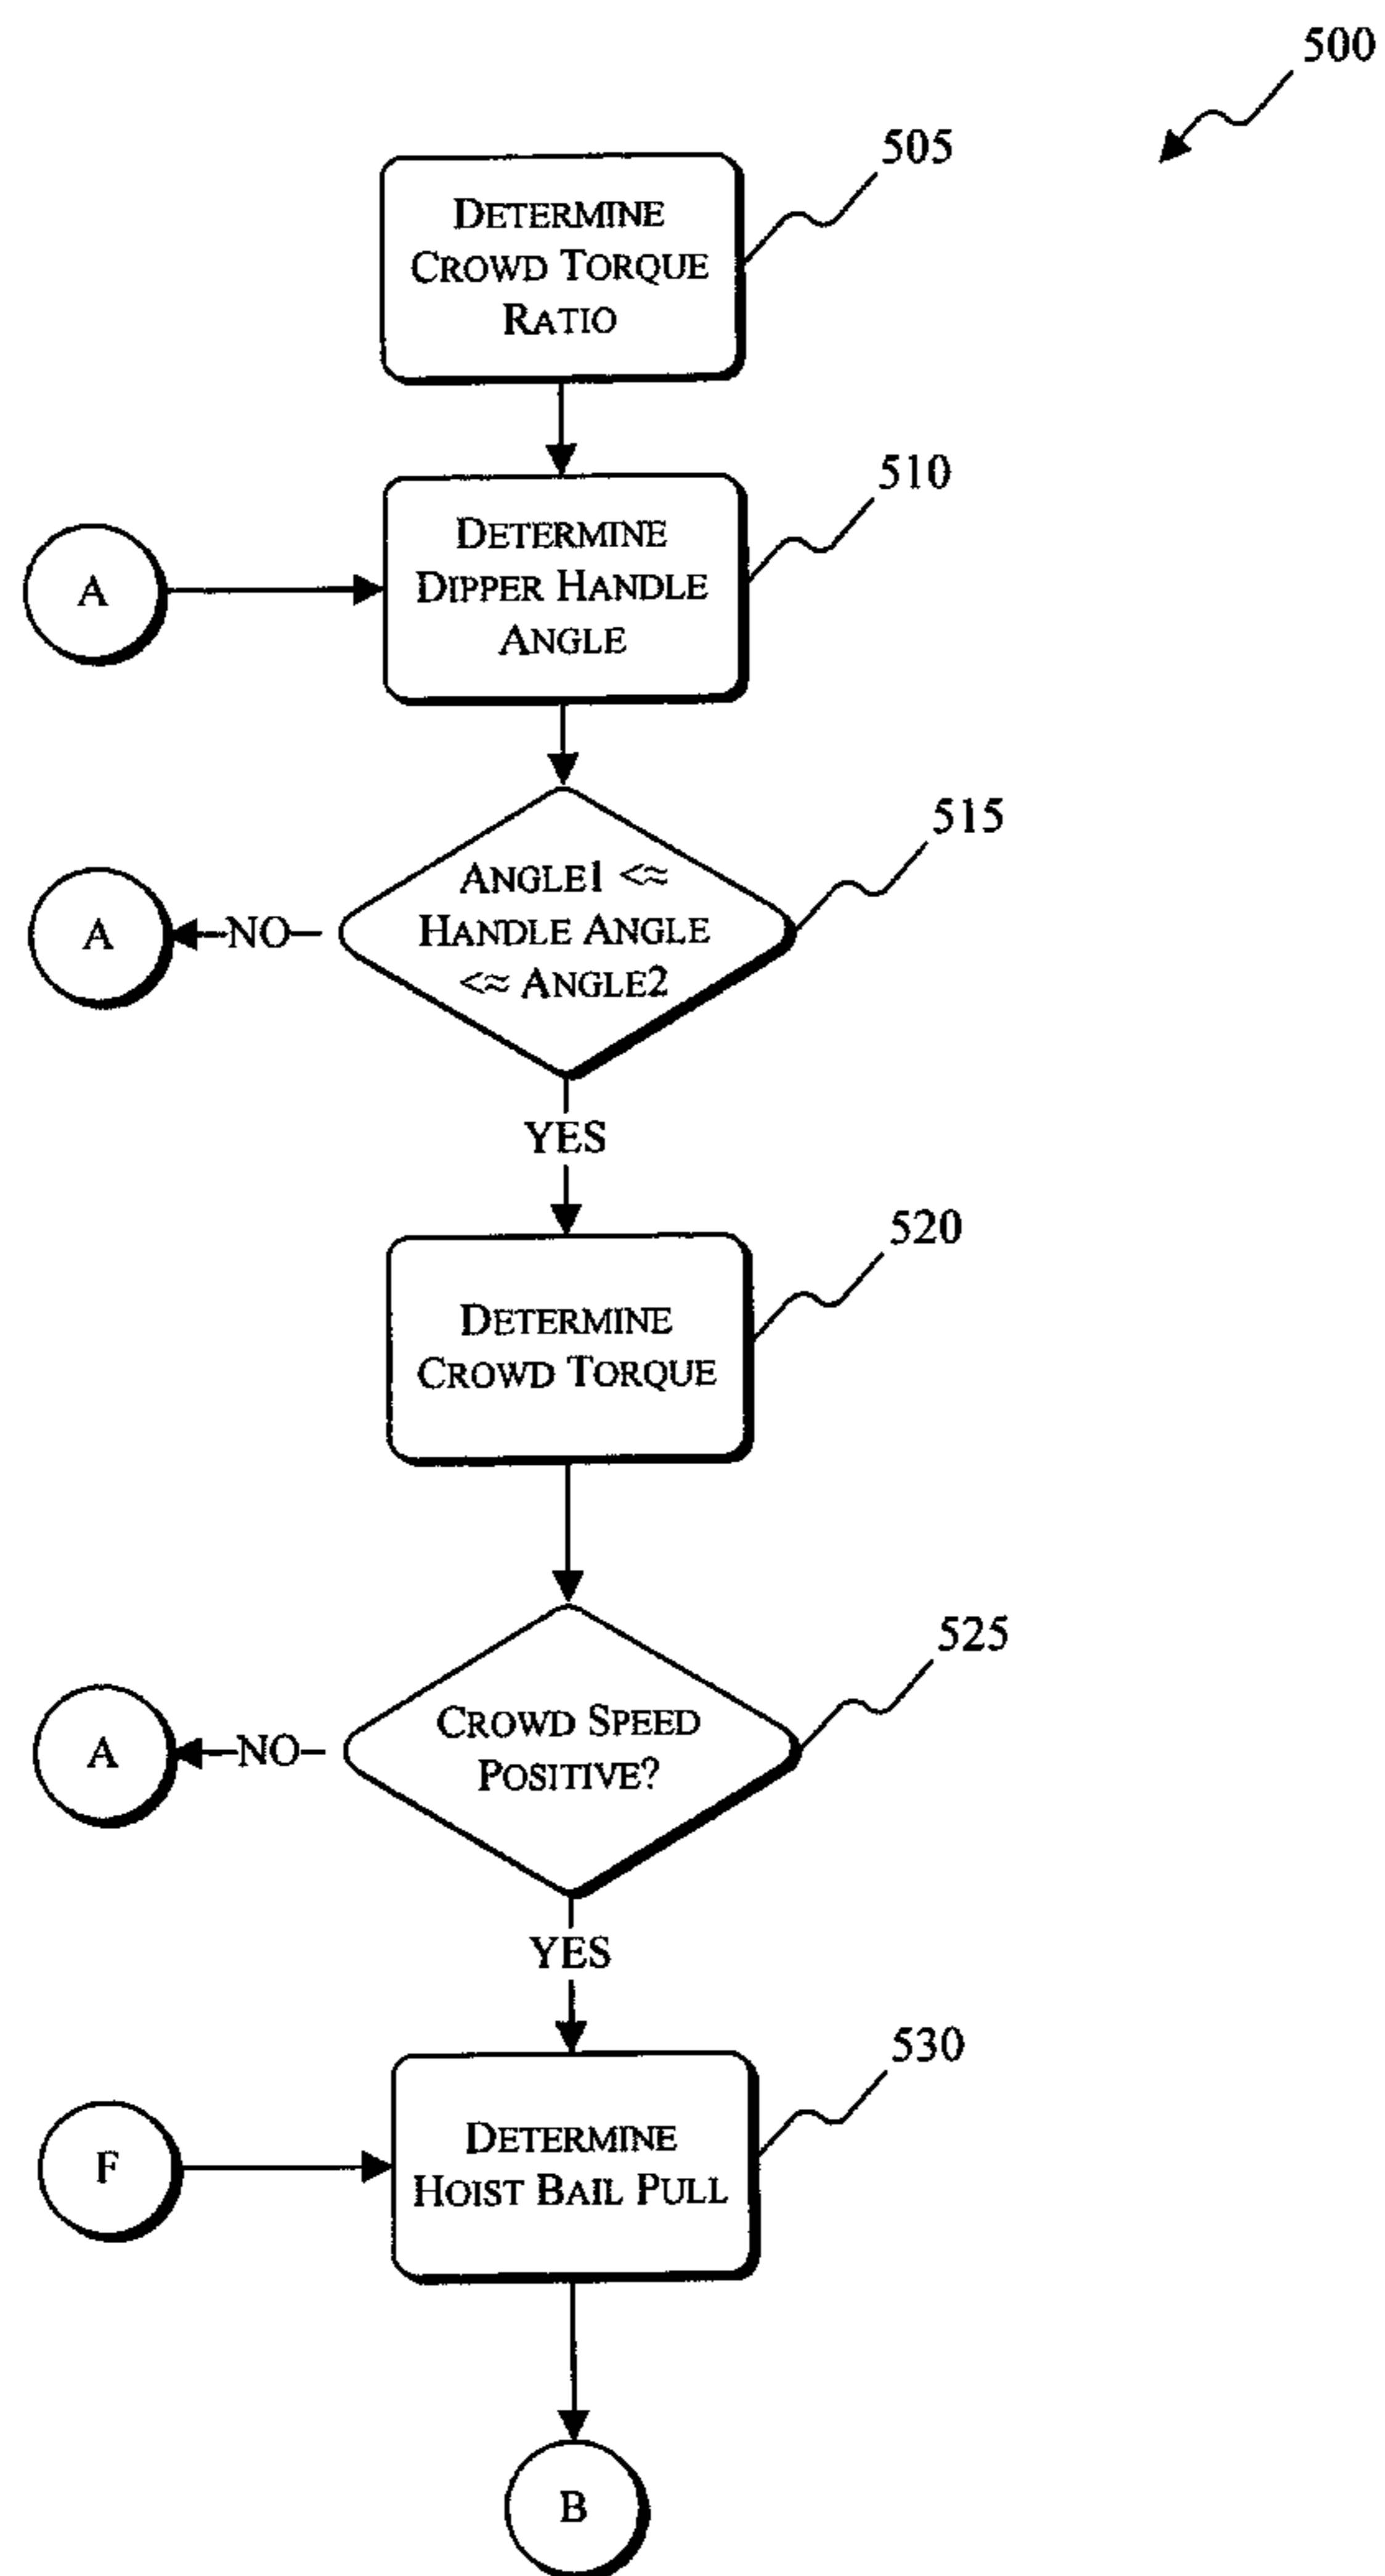 500
505
DETERMINE
CROWD TORQUE
RATIO
510
DETERMINE
DIPPER HANDLE
ANGLE
A
515
ANGLE1 <≈
HANDLE ANGLE
<≈ ANGLE2
A
NO
YES
520
DETERMINE
CROWD TORQUE
525
CROWD SPEED
POSITIVE?
A
NO
YES
530
DETERMINE
HOIST BAIL PULL
F
B